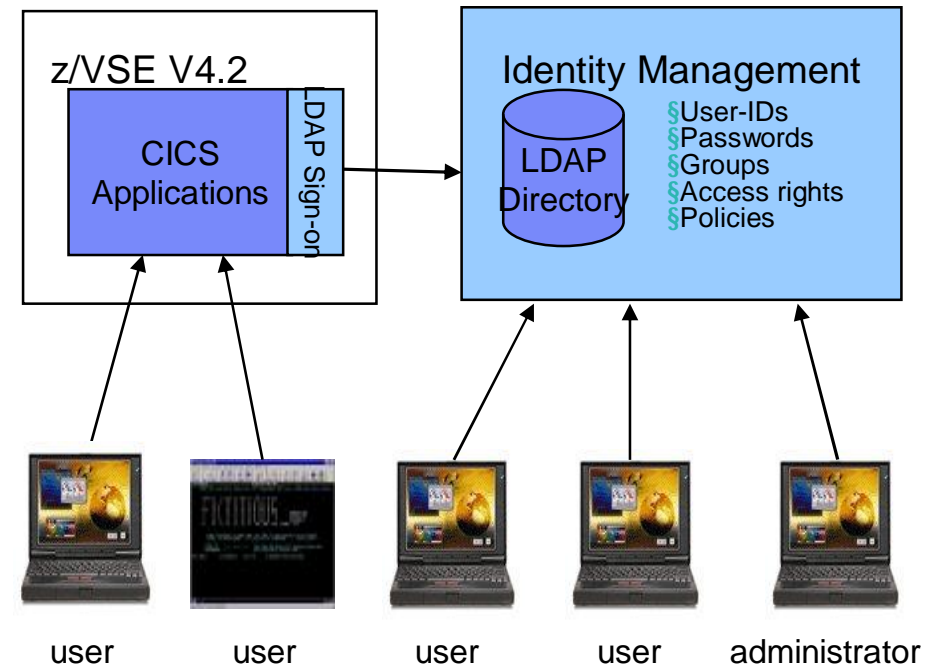 z/VSE V4.2
CICS
Applications
LDAP Sign-on
Identity Management
LDAP
Directory
§User-IDs
§Passwords
§Groups
§Access rights
§Policies
FICTITIOUS
user
user
user
user
administrator